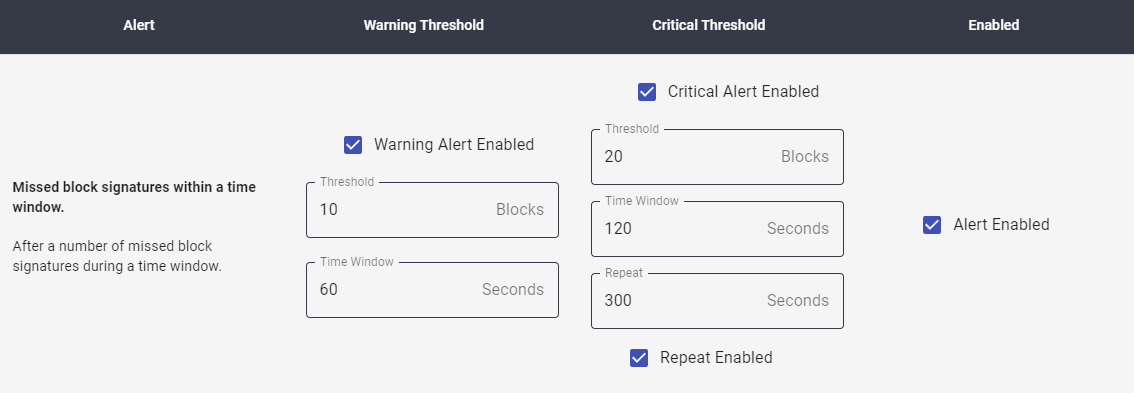 Alert
Warning Threshold
Critical Threshold
Enabled
Missed block signatures within a time
window.
After a number of missed block
signatures during a time window.
Warning Alert Enabled
Threshold
10 Blocks
Time Window
60 Seconds
Critical Alert Enabled
Threshold
20 Blocks
Time Window
120 Seconds
Repeat
300 Seconds
Repeat Enabled
Alert Enabled